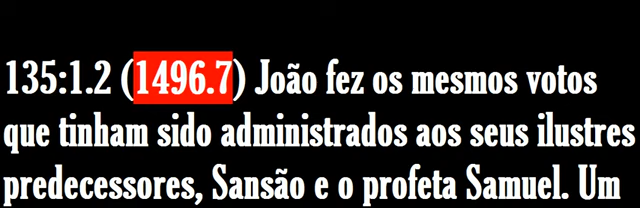 135:1.2 (1496.7) João fez os mesmos votos
que tinham sido administrados aos seus ilustres
predecessores, Sansão e o profeta Samuel. Um